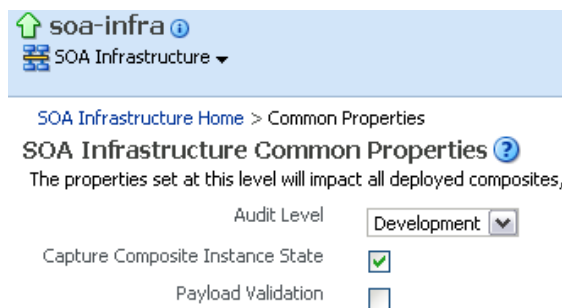 soa-infra
SOA Infrastructure
SOA Infrastructure Home > Common Properties
SOA Infrastructure Common Properties
The properties set at this level will impact all deployed composites,
Audit Level Development
Capture Composite Instance State
Payload Validation